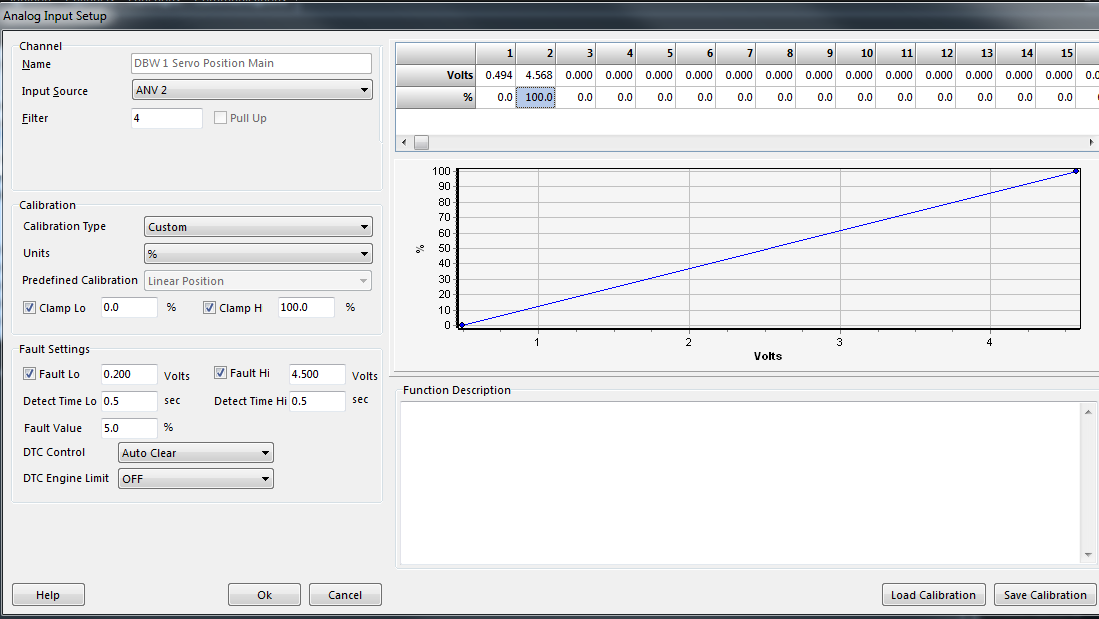 Analog Input Setup
Channel
Name DBW 1 Servo Position Main
Input Source ANV 2
Filter 4 Pull Up
Calibration
Calibration Type Custom
Units %
Predefined Calibration Linear Position
Clamp Lo 0.0 % Clamp H 100.0 %
Fault Settings
Fault Lo 0.200 Volts Fault Hi 4.500 Volts
Detect Time Lo 0.5 sec Detect Time Hi 0.5 sec
Fault Value 5.0 %
DTC Control Auto Clear
DTC Engine Limit OFF
Help Ok Cancel
1 2 3 4 5 6 7 8 9 10 11 12 13 14 15
Volts 0.494 4.568 0.000 0.000 0.000 0.000 0.000 0.000 0.000 0.000 0.000 0.000 0.000 0.000 0.000
% 0.0 100.0 0.0 0.0 0.0 0.0 0.0 0.0 0.0 0.0 0.0 0.0 0.0 0.0 0.0
100
90
80
70
60
50
40
30
20
10
0
%
1 2 3 4
Volts
Function Description
Load Calibration Save Calibration